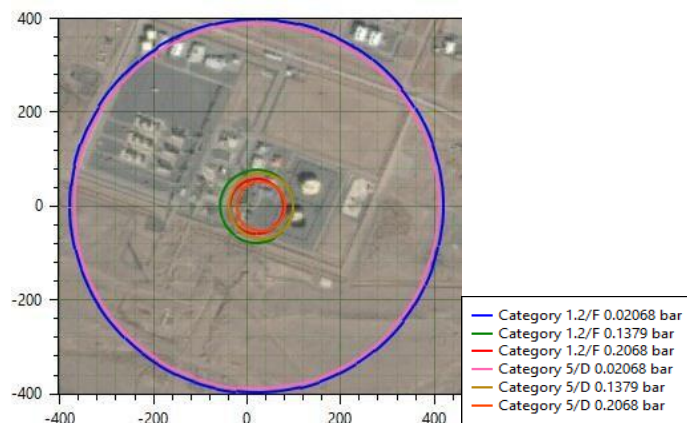 400
200
0
-200
-400
-400
-200
0
200
400
Category 1.2/F 0.02068 bar
Category 1.2/F 0.1379 bar
Category 1.2/F 0.2068 bar
Category 5/D 0.02068 bar
Category 5/D 0.1379 bar
Category 5/D 0.2068 bar